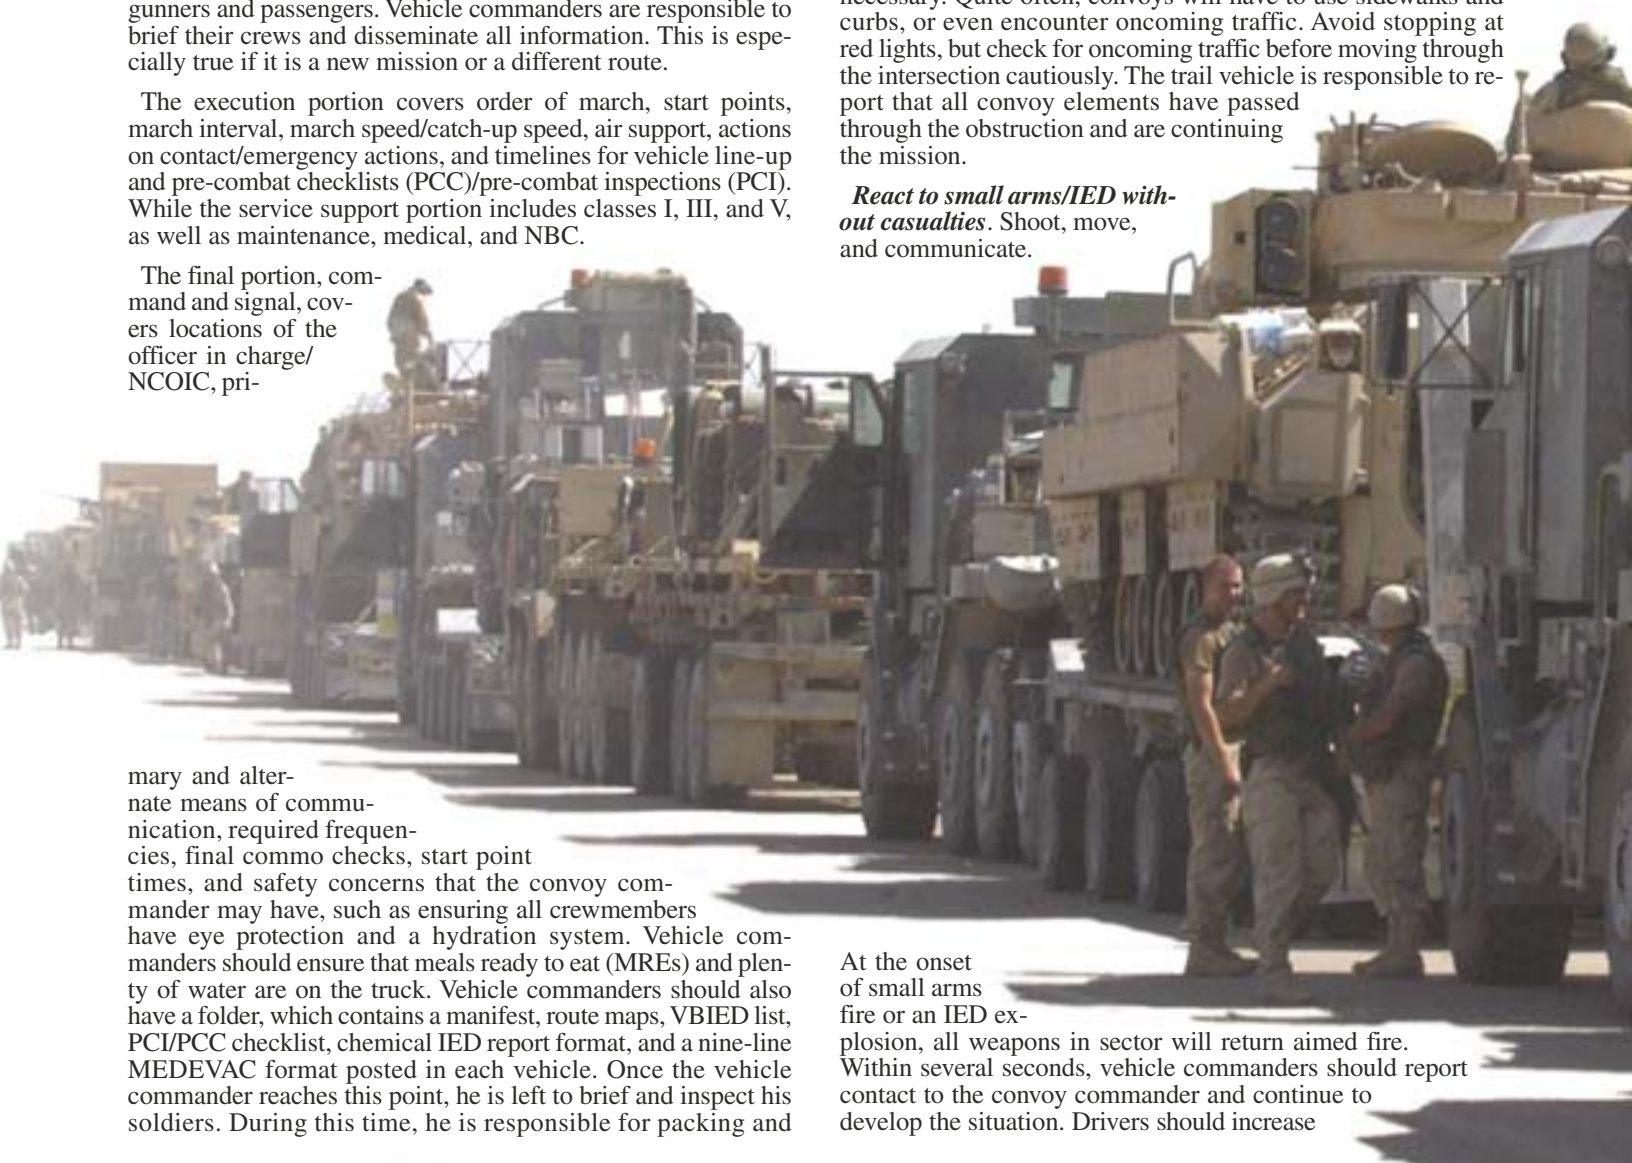 gunners and passengers. Vehicle commanders are responsible to
brief their crews and disseminate all information. This is espe-
cially true if it is a new mission or a different route.
The execution portion covers order of march, start points,
march interval, march speed/catch-up speed, air support, actions
on contact/emergency actions, and timelines for vehicle line-up
and pre-combat checklists (PCC)/pre-combat inspections (PCI).
While the service support portion includes classes I, III, and V,
as well as maintenance, medical, and NBC.
The final portion, com-
mand and signal, cov-
ers locations of the
officer in charge/
NCOIC, pri-
mary and alter-
nate means of commu-
nication, required frequen-
cies, final commo checks, start point
times, and safety concerns that the convoy com-
mander may have, such as ensuring all crewmembers
have eye protection and a hydration system. Vehicle com-
manders should ensure that meals ready to eat (MREs) and plen-
ty of water are on the truck. Vehicle commanders should also
have a folder, which contains a manifest, route maps, VBIED list,
PCI/PCC checklist, chemical IED report format, and a nine-line
MEDEVAC format posted in each vehicle. Once the vehicle
commander reaches this point, he is left to brief and inspect his
soldiers. During this time, he is responsible for packing and
necessary. Quite often, convoys will have to use sidewalks and
curbs, or even encounter oncoming traffic. Avoid stopping at
red lights, but check for oncoming traffic before moving through
the intersection cautiously. The trail vehicle is responsible to re-
port that all convoy elements have passed
through the obstruction and are continuing
the mission.
React to small arms/IED with-
out casualties. Shoot, move,
and communicate.
At the onset
of small arms
fire or an IED ex-
plosion, all weapons in sector will return aimed fire.
Within several seconds, vehicle commanders should report
contact to the convoy commander and continue to
develop the situation. Drivers should increase